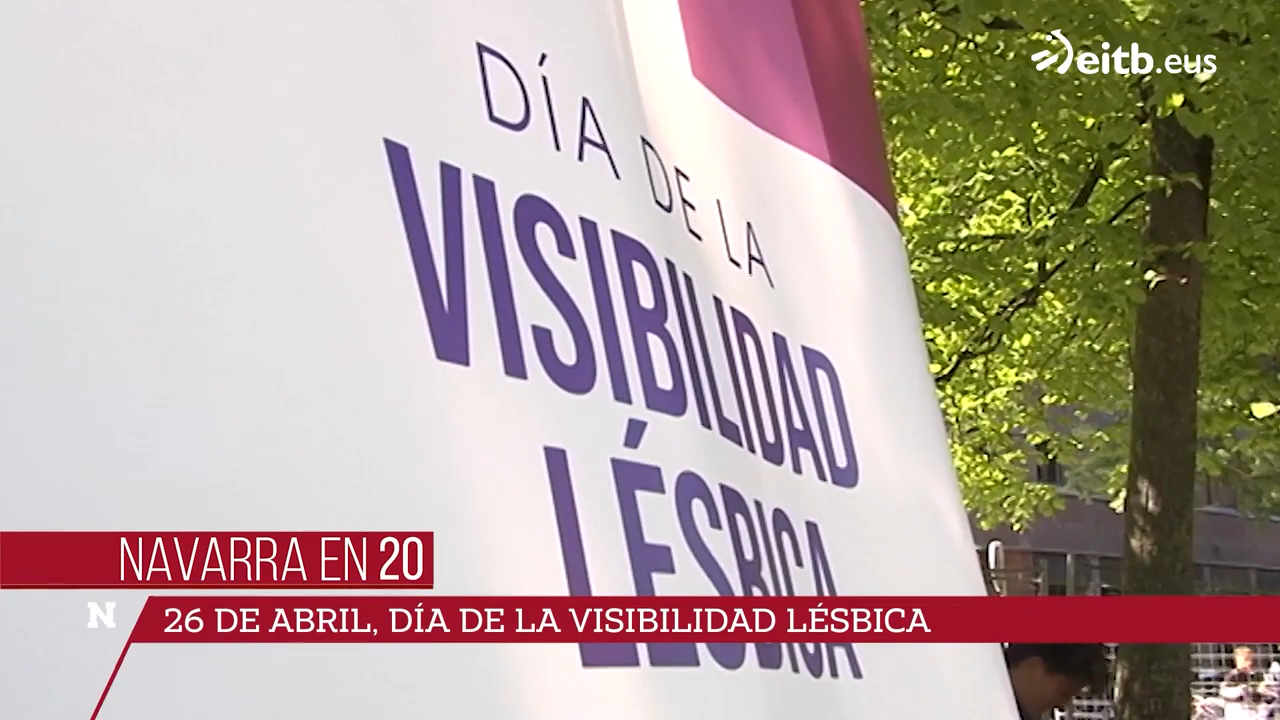 eitb.eus
DÍA DE LA
VISIBILIDAD
LÉSBICA
NAVARRA EN 20
N
26 DE ABRIL, DÍA DE LA VISIBILIDAD LÉSBICA